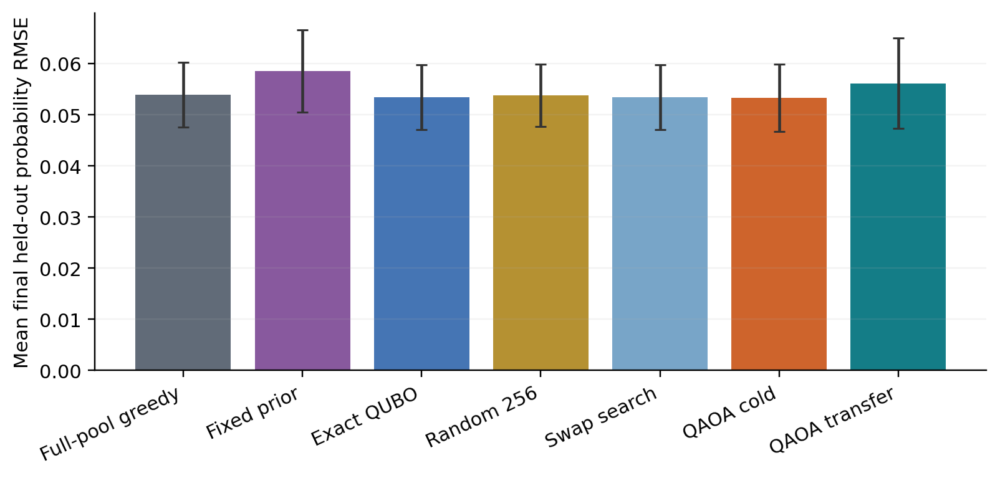 Mean final held-out probability RMSE
0.06
0.05
0.04
0.03
0.02
0.01
0.00
Full-pool greedy
Fixed prior
Exact QUBO
Random 256
Swap search
QAOA cold
QAOA transfer